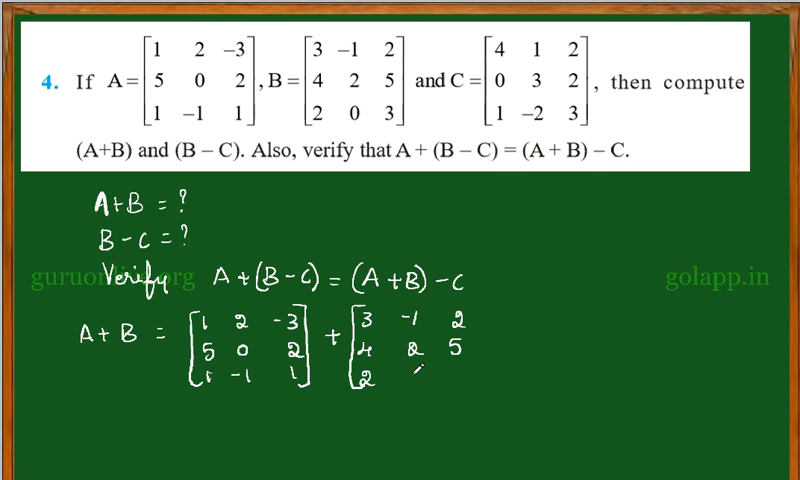 4. If A = [1 2 –3; 5 0 2; 1 –1 1], B = [3 –1 2; 4 2 5; 2 0 3] and C = [4 1 2; 0 3 2; 1 –2 3], then compute
(A+B) and (B – C). Also, verify that A + (B – C) = (A + B) – C.
A+B = ?
B-C = ?
guruonline.org Verify A+(B-C) = (A+B)-C golapp.in
A+B = [1 2 -3; 5 0 2; 1 -1 1] + [3 -1 2; 4 2 5; 2